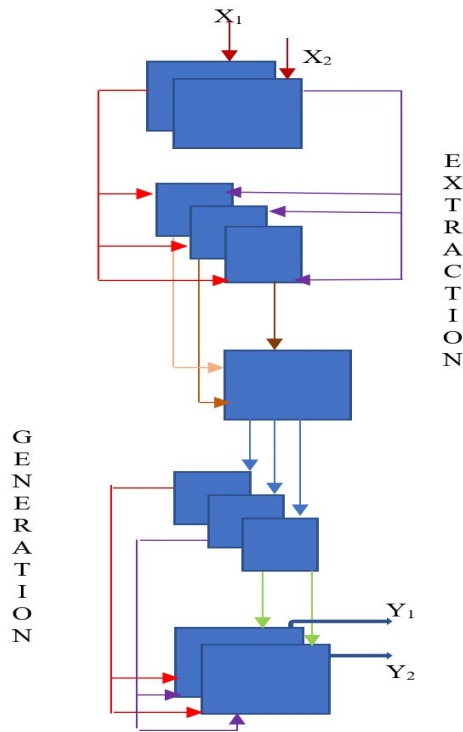 X₁
X₂
EXTRACTION
GENERATION
Y₁
Y₂